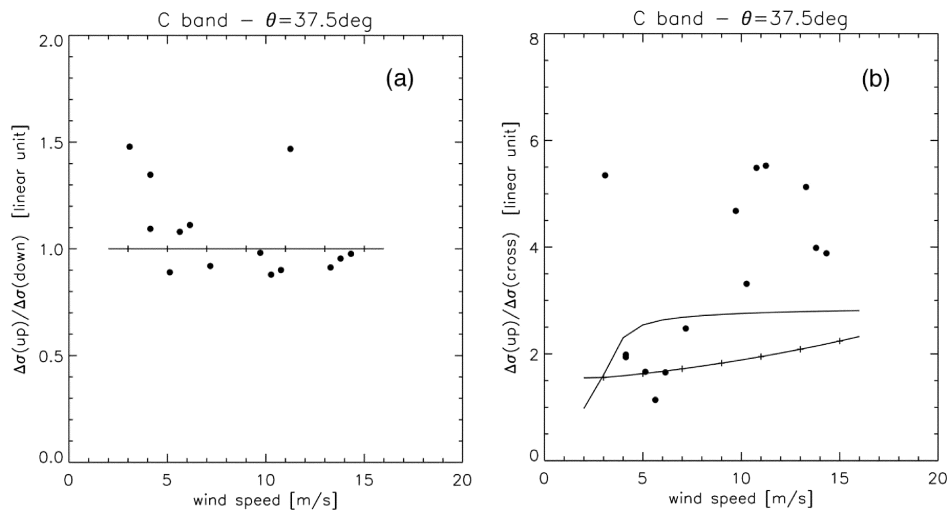 C band – θ=37.5deg
(a)
Δσ(up)/Δσ(down) [linear unit]
2.0
1.5
1.0
0.5
0.0
0 5 10 15 20
wind speed [m/s]
C band – θ=37.5deg
(b)
Δσ(up)/Δσ(cross) [linear unit]
8
6
4
2
0
0 5 10 15 20
wind speed [m/s]